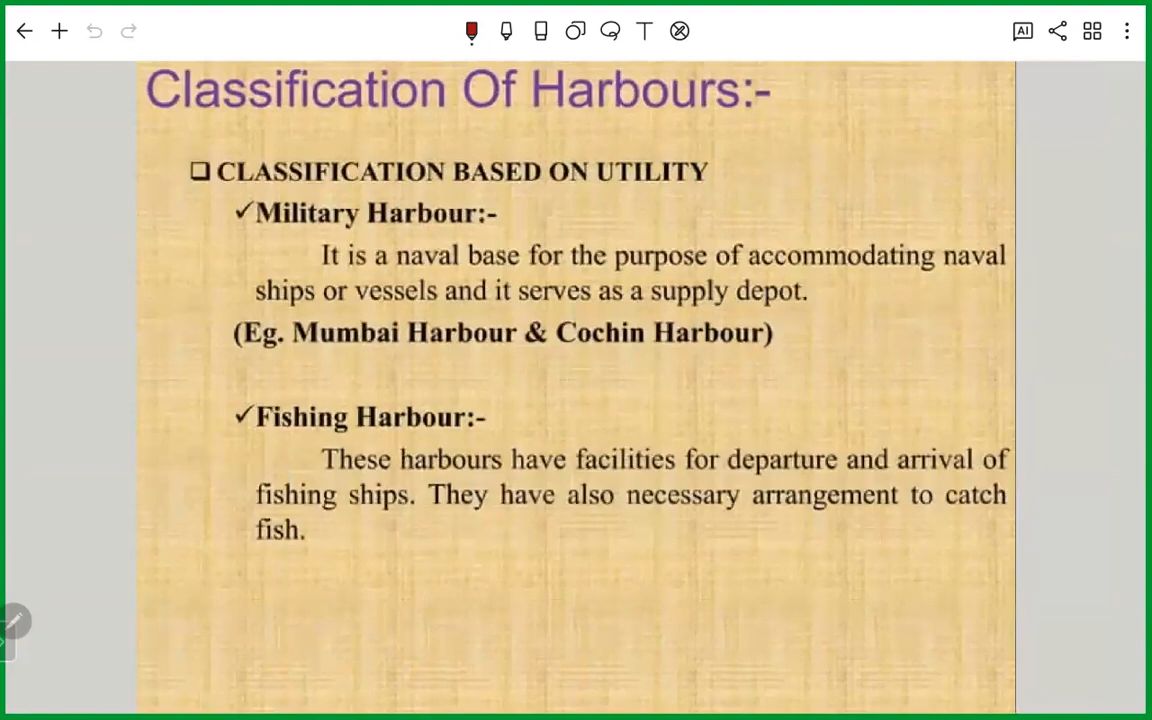 AI
T
Classification Of Harbours:-
❑ CLASSIFICATION BASED ON UTILITY
✓Military Harbour:-
It is a naval base for the purpose of accommodating naval
ships or vessels and it serves as a supply depot.
(Eg. Mumbai Harbour & Cochin Harbour)
✓Fishing Harbour:-
These harbours have facilities for departure and arrival of
fishing ships. They have also necessary arrangement to catch
fish.